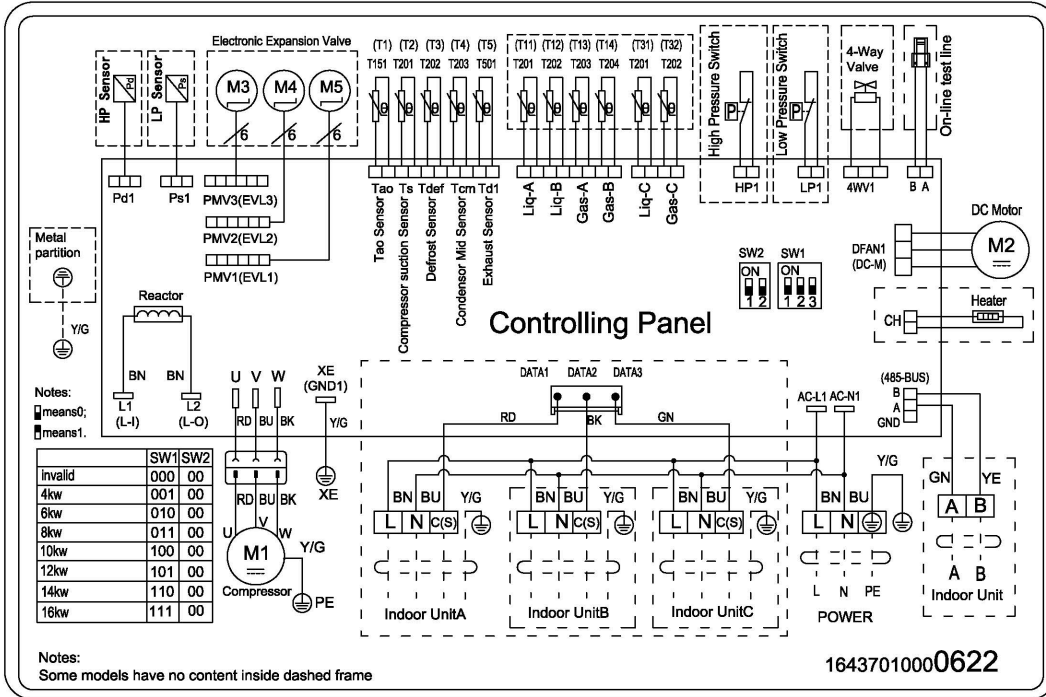 HP Sensor
Pd
LP Sensor
Ps
Electronic Expansion Valve
M3
M4
M5
6
6
6
(T1) (T2) (T3) (T4) (T5)
T151 T201 T202 T203 T501
θ θ θ θ θ
(T11) (T12) (T13) (T14)
T201 T202 T203 T204
θ θ θ θ
(T31) (T32)
T201 T202
θ θ
High Pressure Switch
P
Low Pressure Switch
P
4-Way
Valve
On-line test line
Pd1
Ps1
PMV3(EVL3)
PMV2(EVL2)
PMV1(EVL1)
Tao Ts Tdef Tcm Td1
Tao Sensor
Compressor suction Sensor
Defrost Sensor
Condensor Mid Sensor
Exhaust Sensor
Liq-A
Liq-B
Gas-A
Gas-B
Liq-C
Gas-C
HP1
LP1
4WV1
B A
DC Motor
M2
DFAN1
(DC-M)
Metal
partition
Y/G
Reactor
BN BN
L1
(L-I)
L2
(L-O)
SW2
ON
1 2
SW1
ON
1 2 3
Heater
CH
Controlling Panel
Notes:
means0;
means1.
U V W
RD BU BK
XE
(GND1)
Y/G
XE
DATA1 DATA2 DATA3
RD BK GN
AC-L1 AC-N1
(485-BUS)
B
A
GND
SW1 SW2
invalid 000 00
4kw 001 00
6kw 010 00
8kw 011 00
10kw 100 00
12kw 101 00
14kw 110 00
16kw 111 00
RD BU BK
U V W
M1
Compressor
Y/G
PE
BN BU Y/G
L N C(S)
Indoor UnitA
BN BU Y/G
L N C(S)
Indoor UnitB
BN BU Y/G
L N C(S)
Indoor UnitC
Y/G
BN BU
L N
L N PE
POWER
GN YE
A B
A B
Indoor Unit
Notes:
Some models have no content inside dashed frame
16437010000622